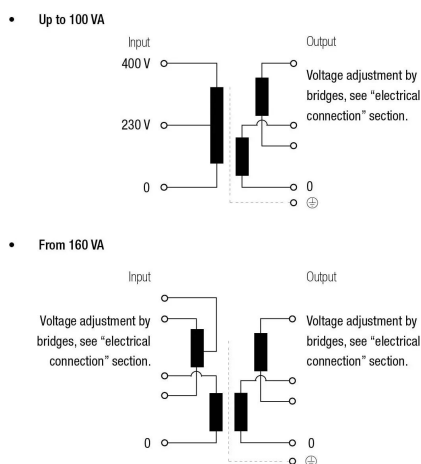 • Up to 100 VA
Input
Output
400 V
Voltage adjustment by
bridges, see “electrical
connection” section.
230 V
0
0
• From 160 VA
Input
Output
Voltage adjustment by
bridges, see “electrical
connection” section.
Voltage adjustment by
bridges, see “electrical
connection” section.
0
0